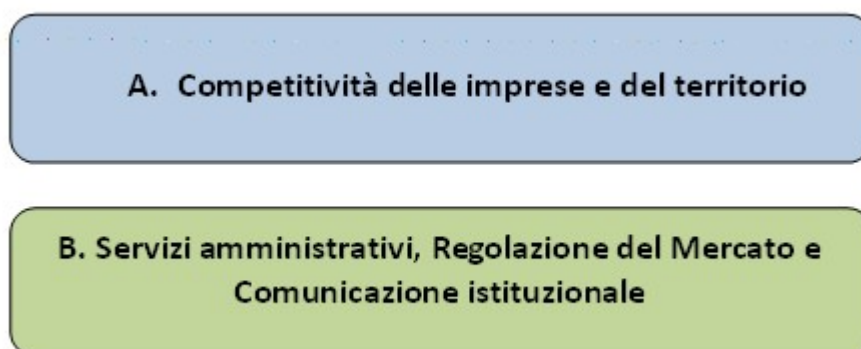 A. Competitività delle imprese e del territorio
B. Servizi amministrativi, Regolazione del Mercato e
Comunicazione istituzionale